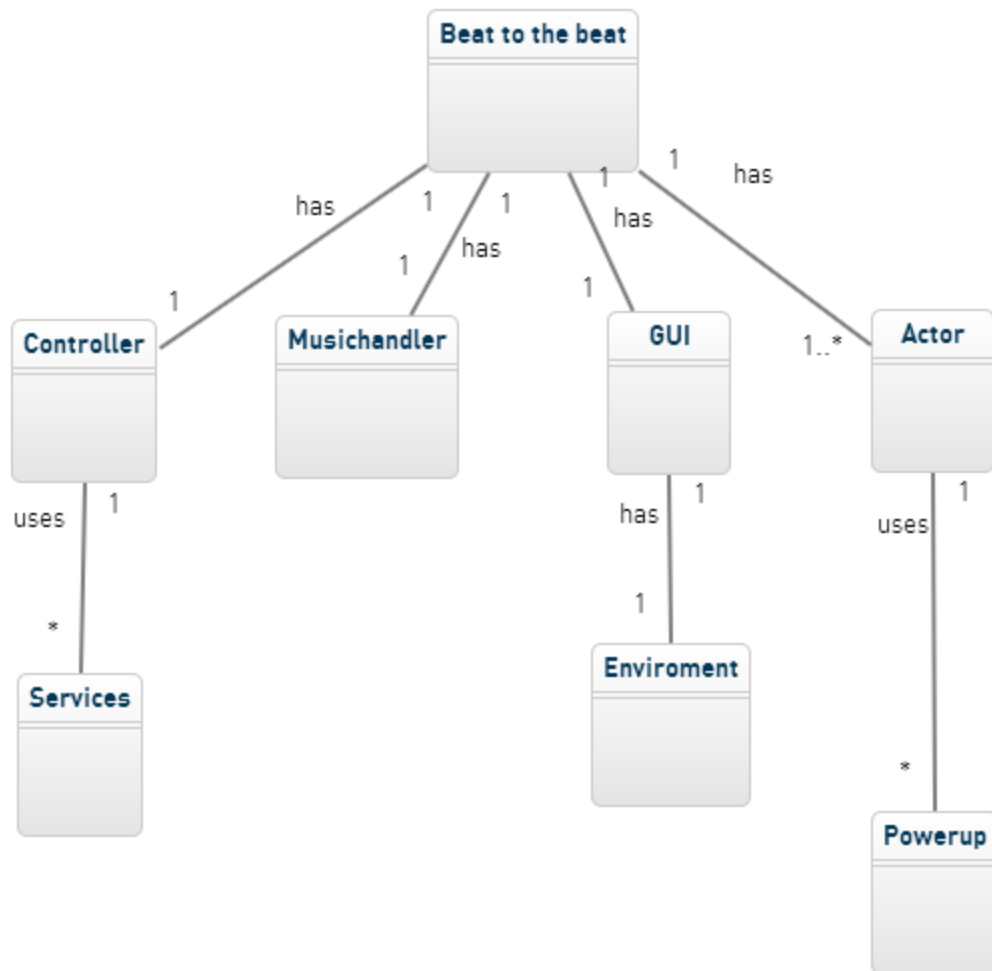 Beat to the beat
1
has
1
has
1
1
has
1
has
1
1
1
1..*
Controller
Musichandler
GUI
Actor
1
uses
1
has
1
uses
1
*
Enviroment
Services
*
Powerup